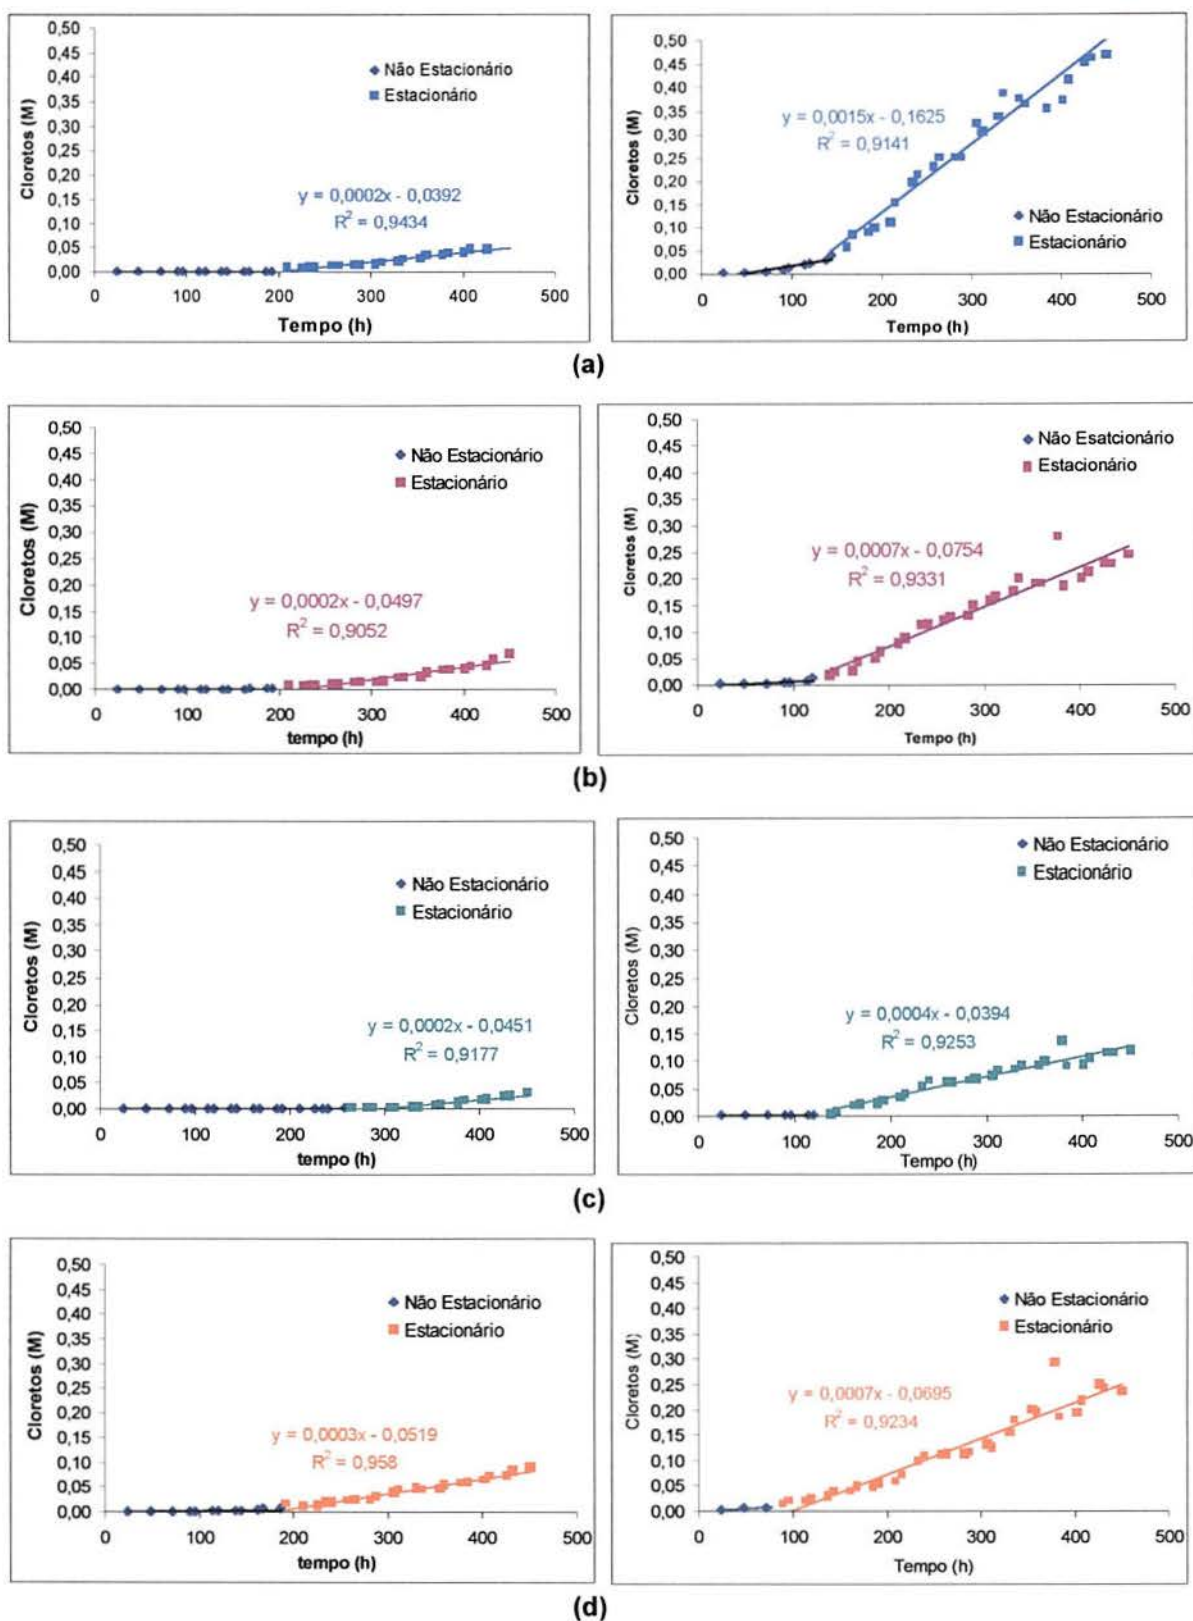 0,50
0,45
0,40
0,35
0,30
0,25
0,20
0,15
0,10
0,05
0,00
Cloretos (M)
Não Estacionário
Estacionário
y = 0,0002x - 0,0392
R² = 0,9434
0 100 200 300 400 500
Tempo (h)
0,50
0,45
0,40
0,35
0,30
0,25
0,20
0,15
0,10
0,05
0,00
Cloretos (M)
y = 0,0015x - 0,1625
R² = 0,9141
Não Estacionário
Estacionário
0 100 200 300 400 500
Tempo (h)
(a)
0,50
0,45
0,40
0,35
0,30
0,25
0,20
0,15
0,10
0,05
0,00
Cloretos (M)
Não Estacionário
Estacionário
y = 0,0002x - 0,0497
R² = 0,9052
0 100 200 300 400 500
tempo (h)
0,50
0,45
0,40
0,35
0,30
0,25
0,20
0,15
0,10
0,05
0,00
Cloretos (M)
Não Esatcionário
Estacionário
y = 0,0007x - 0,0754
R² = 0,9331
0 100 200 300 400 500
Tempo (h)
(b)
0,50
0,45
0,40
0,35
0,30
0,25
0,20
0,15
0,10
0,05
0,00
Cloretos (M)
Não Estacionário
Estacionário
y = 0,0002x - 0,0451
R² = 0,9177
0 100 200 300 400 500
tempo (h)
0,50
0,45
0,40
0,35
0,30
0,25
0,20
0,15
0,10
0,05
0,00
Cloretos (M)
Não Estacionário
Estacionário
y = 0,0004x - 0,0394
R² = 0,9253
0 100 200 300 400 500
Tempo (h)
(c)
0,50
0,45
0,40
0,35
0,30
0,25
0,20
0,15
0,10
0,05
0,00
Cloretos (M)
Não Estacionário
Estacionário
y = 0,0003x - 0,0519
R² = 0,958
0 100 200 300 400 500
tempo (h)
0,50
0,45
0,40
0,35
0,30
0,25
0,20
0,15
0,10
0,05
0,00
Cloretos (M)
Não Estacionário
Estacionário
y = 0,0007x - 0,0695
R² = 0,9234
0 100 200 300 400 500
Tempo (h)
(d)